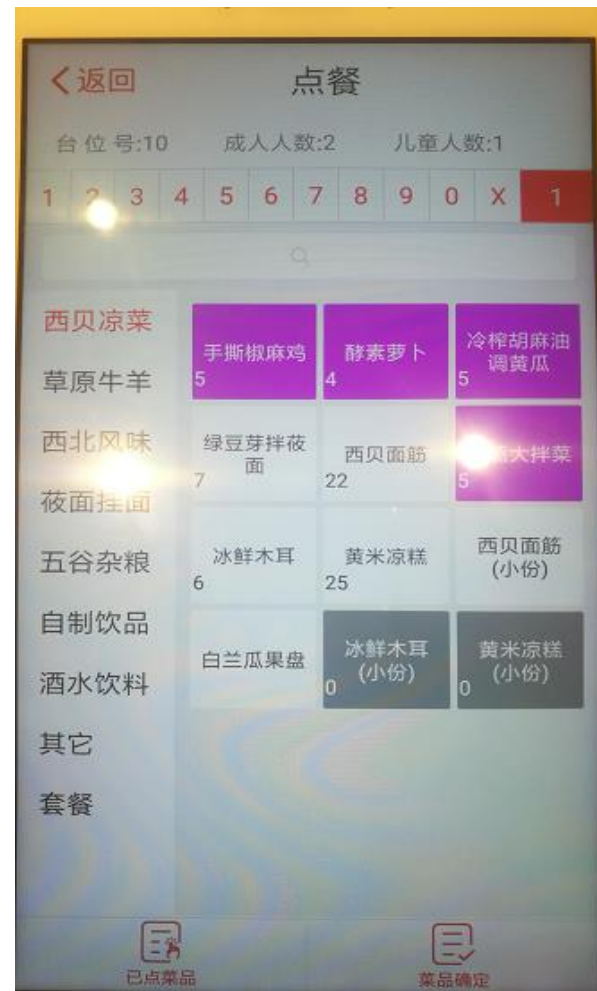 返回
点餐
台位号:10 成人人数:2 儿童人数:1
1 2 3 4 5 6 7 8 9 0 X 1
西贝凉菜
草原牛羊
西北风味
莜面挂面
五谷杂粮
自制饮品
酒水饮料
其它
套餐
手撕椒麻鸡
5
酵素萝卜
4
冷榨胡麻油
调黄瓜
5
绿豆芽拌莜
面
7
西贝面筋
22
大拌菜
5
冰鲜木耳
6
黄米凉糕
25
西贝面筋
(小份)
白兰瓜果盘
冰鲜木耳
(小份)
0
黄米凉糕
(小份)
0
已点菜品
菜品确定